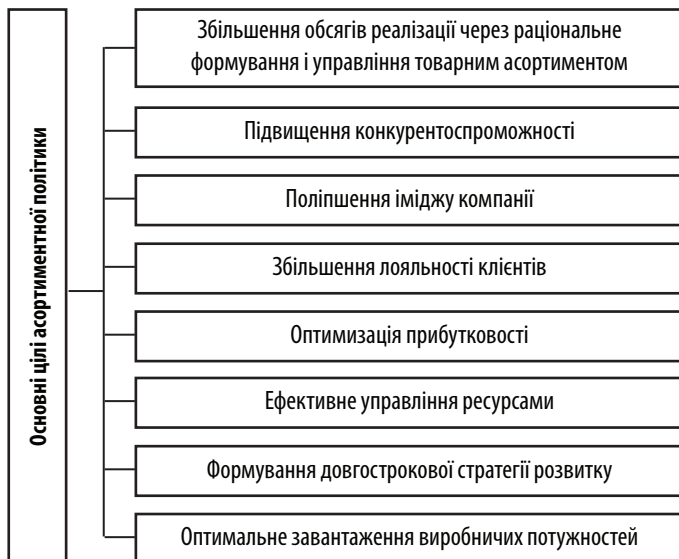 Основні цілі асортиментної політики
Збільшення обсягів реалізації через раціональне
формування і управління товарним асортиментом
Підвищення конкурентоспроможності
Поліпшення іміджу компанії
Збільшення лояльності клієнтів
Оптимізація прибутковості
Ефективне управління ресурсами
Формування довгострокової стратегії розвитку
Оптимальне завантаження виробничих потужностей